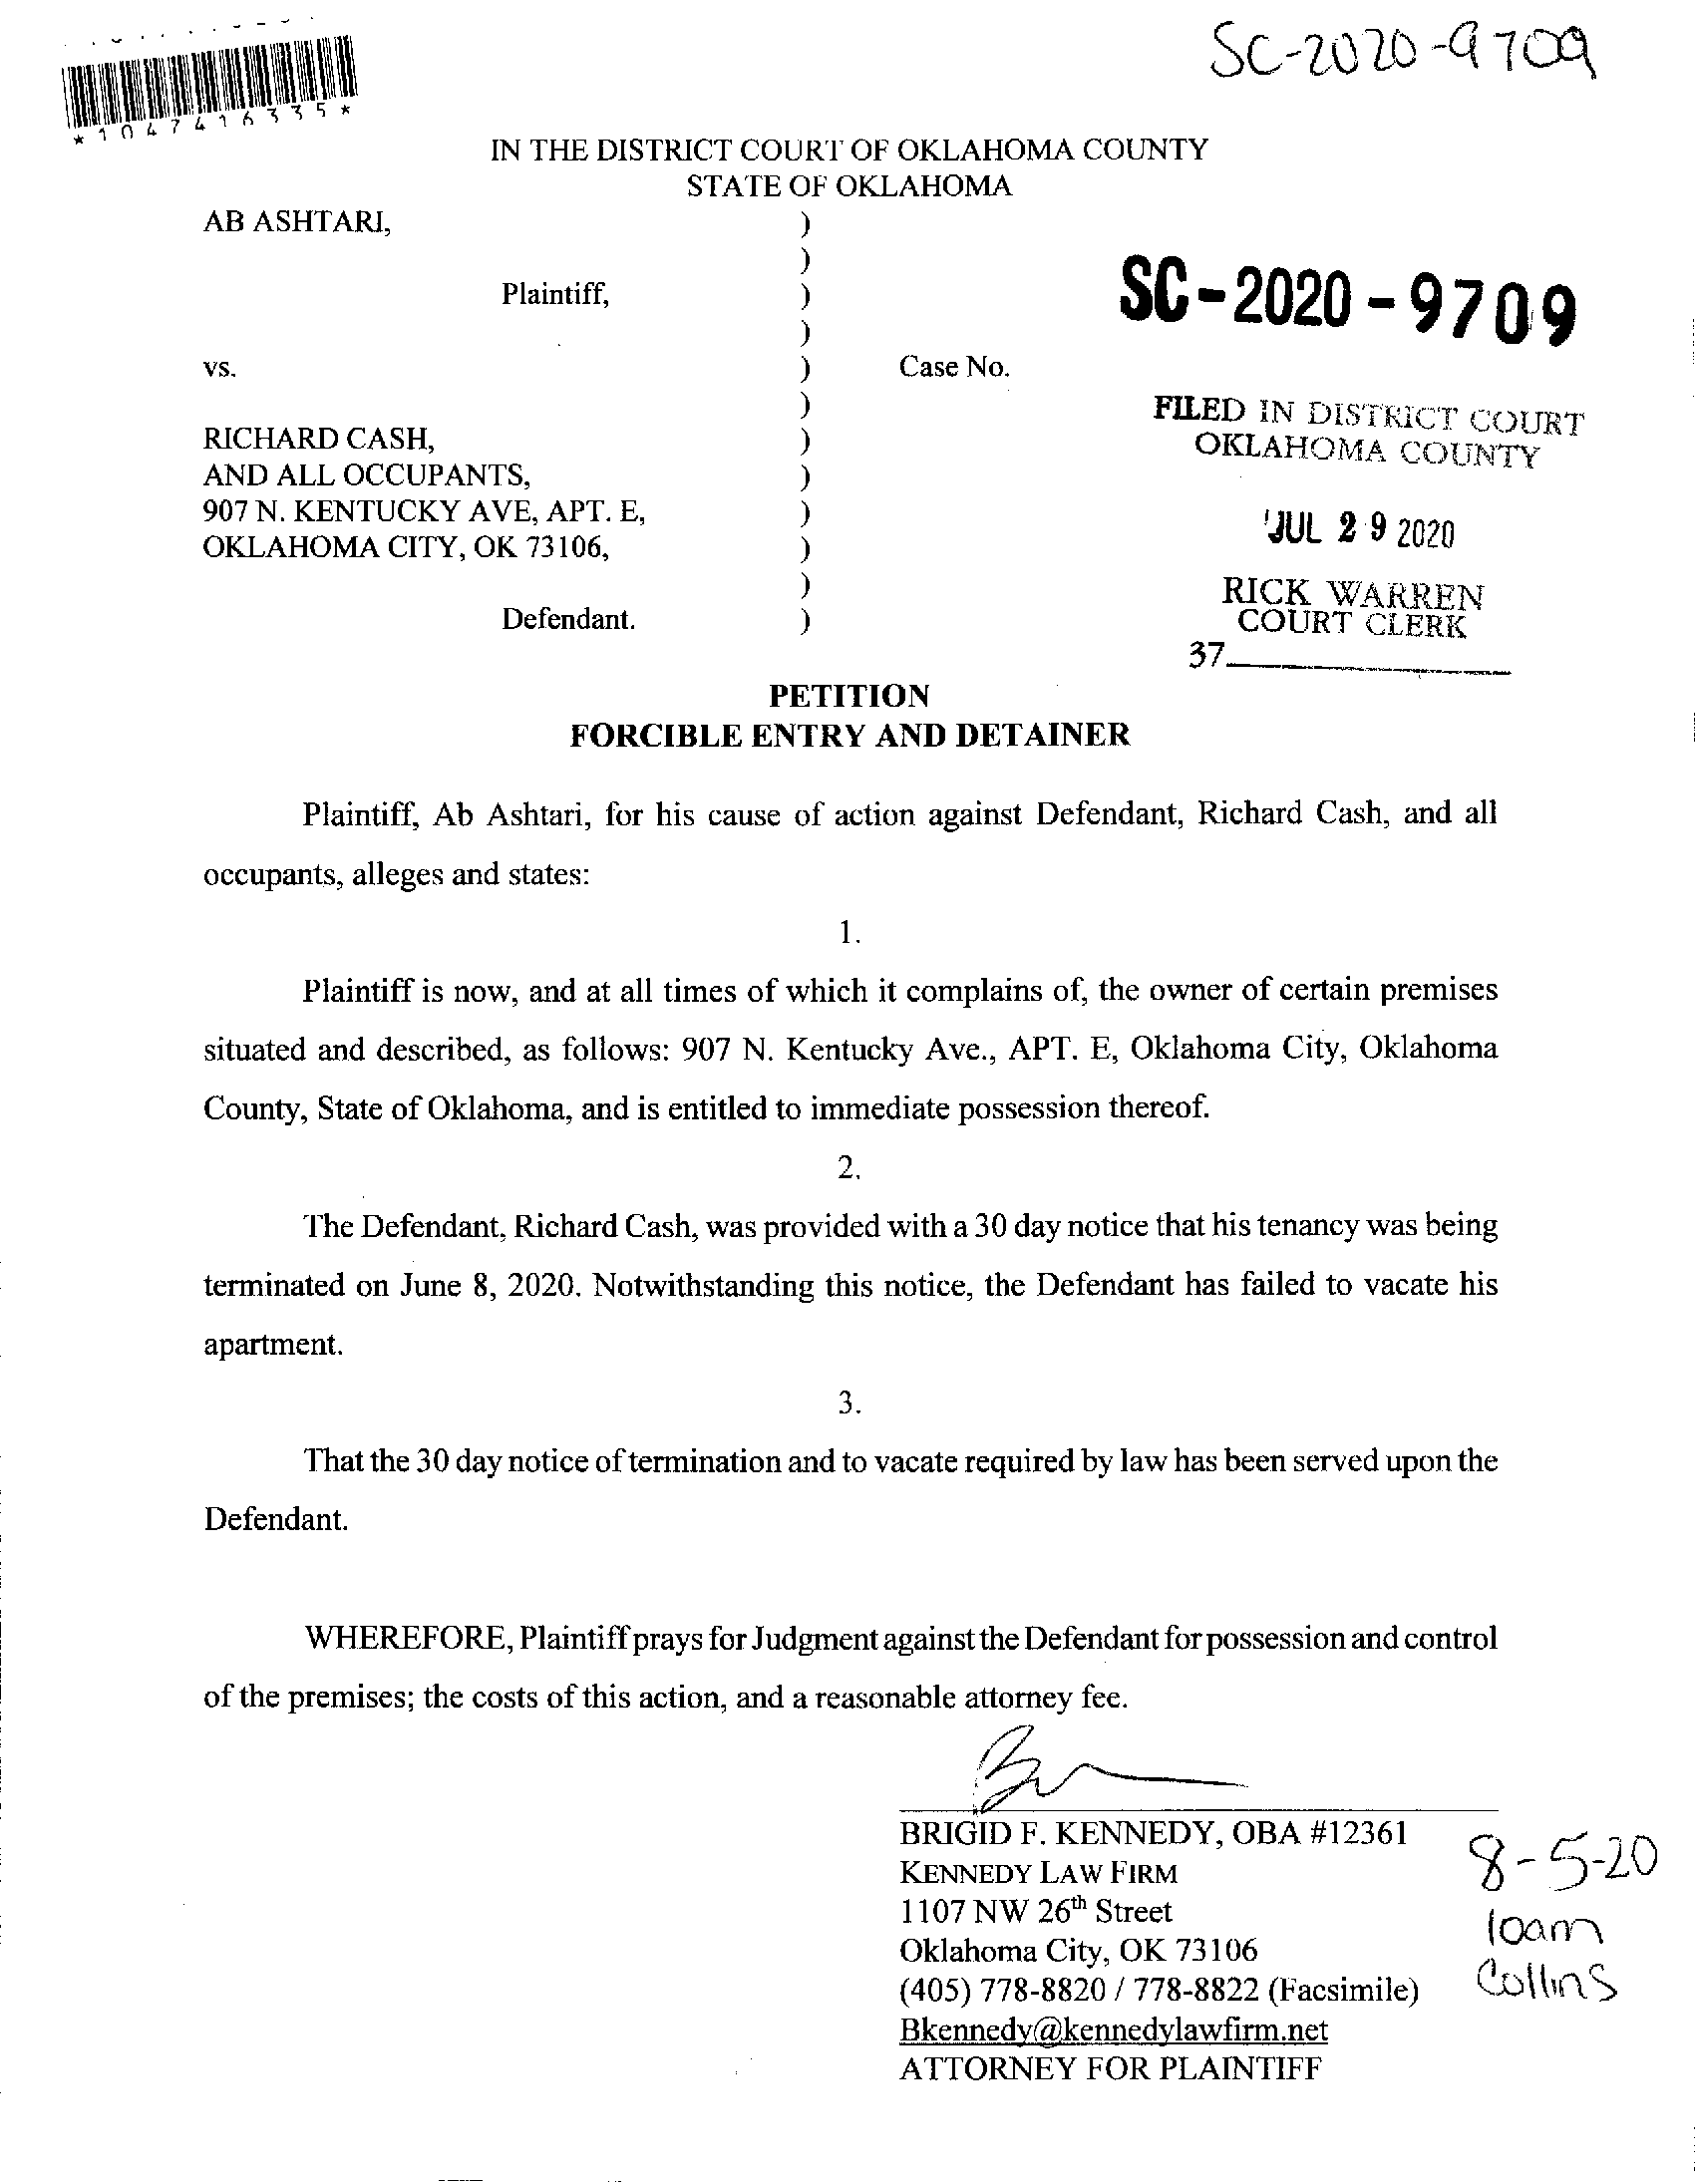 SC-2020-9709
*1047416335*
IN THE DISTRICT COURT OF OKLAHOMA COUNTY
STATE OF OKLAHOMA
AB ASHTARI, )
)
Plaintiff, )
SC-2020-9709
)
vs. ) Case No.
)
FILED IN DISTRICT COURT
RICHARD CASH, )
OKLAHOMA COUNTY
AND ALL OCCUPANTS, )
907 N. KENTUCKY AVE, APT. E, )
JUL 29 2020
OKLAHOMA CITY, OK 73106, )
)
RICK WARREN
Defendant. )
COURT CLERK
37
PETITION
FORCIBLE ENTRY AND DETAINER
Plaintiff, Ab Ashtari, for his cause of action against Defendant, Richard Cash, and all
occupants, alleges and states:
1.
Plaintiff is now, and at all times of which it complains of, the owner of certain premises
situated and described, as follows: 907 N. Kentucky Ave., APT. E, Oklahoma City, Oklahoma
County, State of Oklahoma, and is entitled to immediate possession thereof.
2.
The Defendant, Richard Cash, was provided with a 30 day notice that his tenancy was being
terminated on June 8, 2020. Notwithstanding this notice, the Defendant has failed to vacate his
apartment.
3.
That the 30 day notice of termination and to vacate required by law has been served upon the
Defendant.
WHEREFORE, Plaintiff prays for Judgment against the Defendant for possession and control
of the premises; the costs of this action, and a reasonable attorney fee.
BRIGID F. KENNEDY, OBA #12361
KENNEDY LAW FIRM
1107 NW 26th Street
Oklahoma City, OK 73106
(405) 778-8820 / 778-8822 (Facsimile)
Bkennedy@kennedylawfirm.net
ATTORNEY FOR PLAINTIFF
8-5-20
10am
Collins